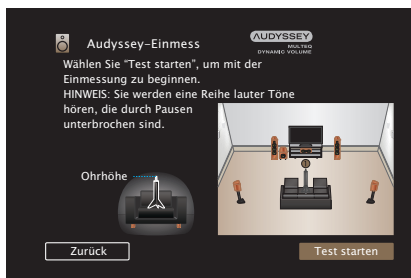 Audyssey-Einmess
AUDYSSEY
MULTEQ
DYNAMIC VOLUME
Wählen Sie "Test starten", um mit der
Einmessung zu beginnen.
HINWEIS: Sie werden eine Reihe lauter Töne
hören, die durch Pausen
unterbrochen sind.
Ohrhöhe
Zurück
Test starten